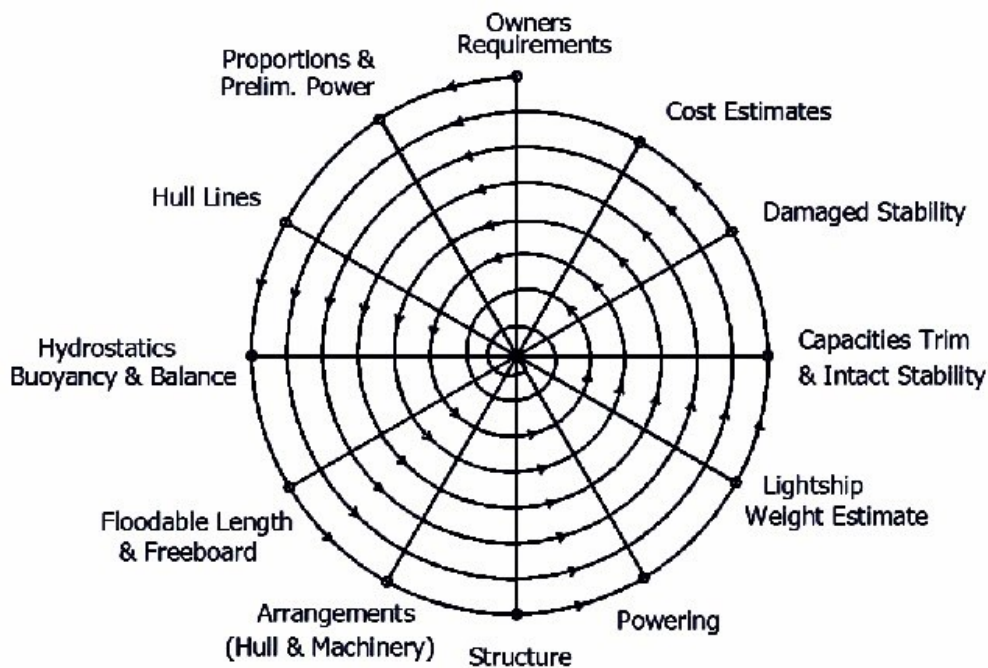 Owners
Requirements
Proportions &
Prelim. Power
Cost Estimates
Hull Lines
Damaged Stability
Hydrostatics
Buoyancy & Balance
Capacities Trim
& Intact Stability
Floodable Length
& Freeboard
Lightship
Weight Estimate
Arrangements
(Hull & Machinery)
Powering
Structure